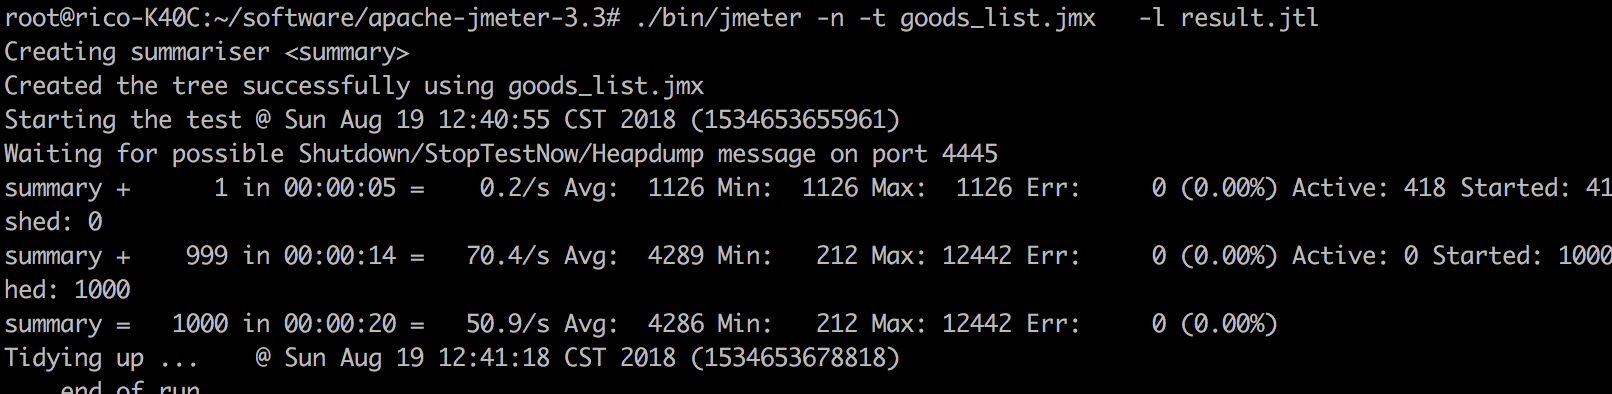 root@rico-K40C:~/software/apache-jmeter-3.3# ./bin/jmeter -n -t goods_list.jmx   -l result.jtl
Creating summariser <summary>
Created the tree successfully using goods_list.jmx
Starting the test @ Sun Aug 19 12:40:55 CST 2018 (1534653655961)
Waiting for possible Shutdown/StopTestNow/Heapdump message on port 4445
summary +      1 in 00:00:05 =    0.2/s Avg:  1126 Min:  1126 Max:  1126 Err:     0 (0.00%) Active: 418 Started: 41
shed: 0
summary +    999 in 00:00:14 =   70.4/s Avg:  4289 Min:   212 Max: 12442 Err:     0 (0.00%) Active: 0 Started: 1000
hed: 1000
summary =   1000 in 00:00:20 =   50.9/s Avg:  4286 Min:   212 Max: 12442 Err:     0 (0.00%)
Tidying up ...    @ Sun Aug 19 12:41:18 CST 2018 (1534653678818)
... end of run